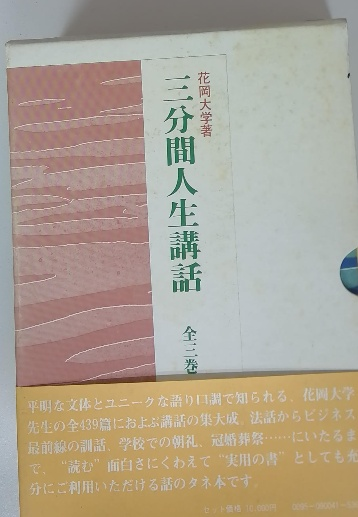 花岡大学著
三分間人生講話
全三巻
平明な文体とユニークな語り口調で知られる、花岡大学
先生の全439篇におよぶ講話の集大成。法話からビジネス
最前線の訓話、学校での朝礼、冠婚葬祭……にいたるま
で、“読む”面白さにくわえて“実用の書”としても充
分にご利用いただける話のタネ本です。
セット価格